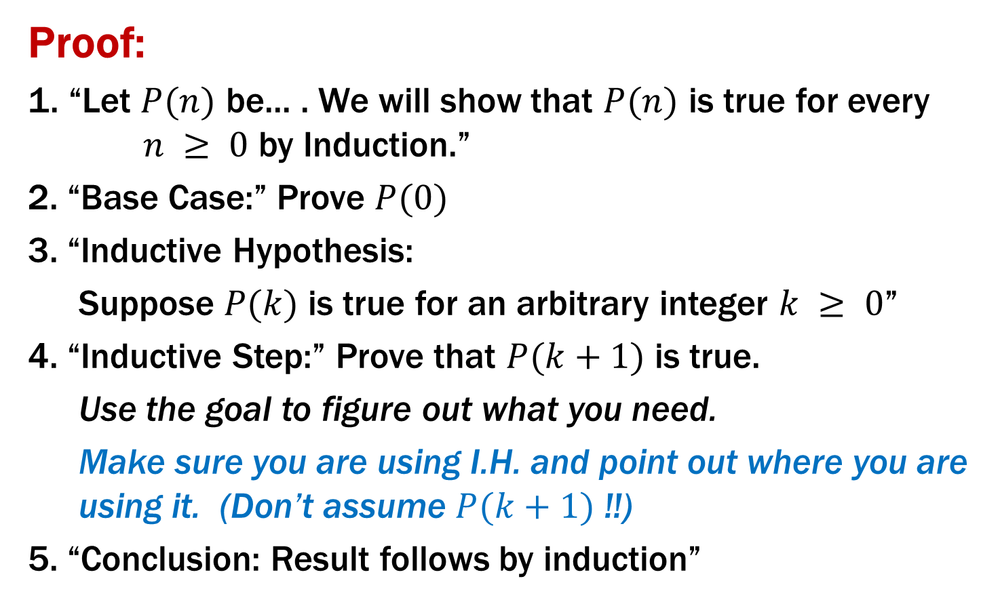 Proof:
1. “Let P(n) be... . We will show that P(n) is true for every
n ≥ 0 by Induction.”
2. “Base Case:” Prove P(0)
3. “Inductive Hypothesis:
Suppose P(k) is true for an arbitrary integer k ≥ 0”
4. “Inductive Step:” Prove that P(k + 1) is true.
Use the goal to figure out what you need.
Make sure you are using I.H. and point out where you are
using it. (Don’t assume P(k + 1) !!)
5. “Conclusion: Result follows by induction”